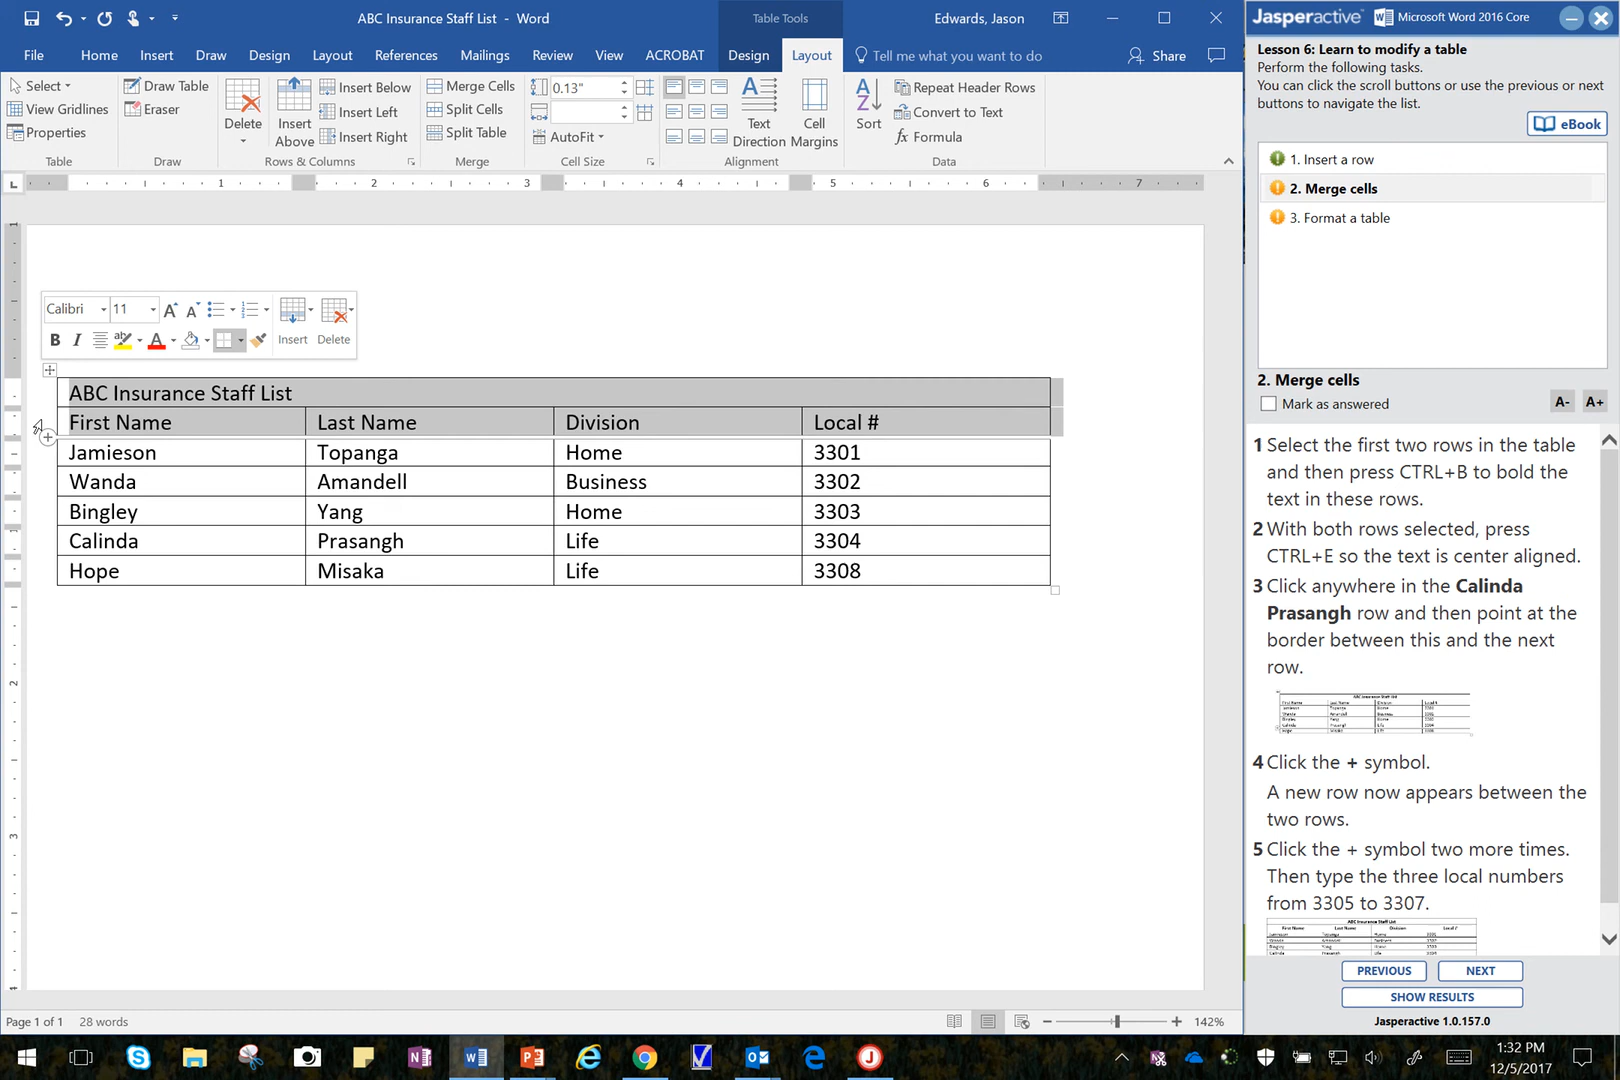 ABC Insurance Staff List - Word
Table Tools
Edwards, Jason
File Home Insert Draw Design Layout References Mailings Review View ACROBAT Design Layout Tell me what you want to do Share
Select
View Gridlines
Properties
Table
Draw Table
Eraser
Draw
Delete
Insert
Above
Insert Below
Insert Left
Insert Right
Rows & Columns
Merge Cells
Split Cells
Split Table
Merge
0.13"
AutoFit
Cell Size
Text
Direction
Cell
Margins
Alignment
A
Z
Sort
Repeat Header Rows
Convert to Text
Formula
Data
L
1 2 3 4 5 6 7
Calibri 11
B I
Insert Delete
ABC Insurance Staff List
First Name Last Name Division Local #
Jamieson Topanga Home 3301
Wanda Amandell Business 3302
Bingley Yang Home 3303
Calinda Prasangh Life 3304
Hope Misaka Life 3308
Page 1 of 1 28 words
142%
Jasperactive Microsoft Word 2016 Core
Lesson 6: Learn to modify a table
Perform the following tasks.
You can click the scroll buttons or use the previous or next
buttons to navigate the list.
eBook
1. Insert a row
2. Merge cells
3. Format a table
2. Merge cells
Mark as answered
A- A+
1 Select the first two rows in the table
and then press CTRL+B to bold the
text in these rows.
2 With both rows selected, press
CTRL+E so the text is center aligned.
3 Click anywhere in the Calinda
Prasangh row and then point at the
border between this and the next
row.
4 Click the + symbol.
A new row now appears between the
two rows.
5 Click the + symbol two more times.
Then type the three local numbers
from 3305 to 3307.
PREVIOUS NEXT
SHOW RESULTS
Jasperactive 1.0.157.0
1:32 PM
12/5/2017